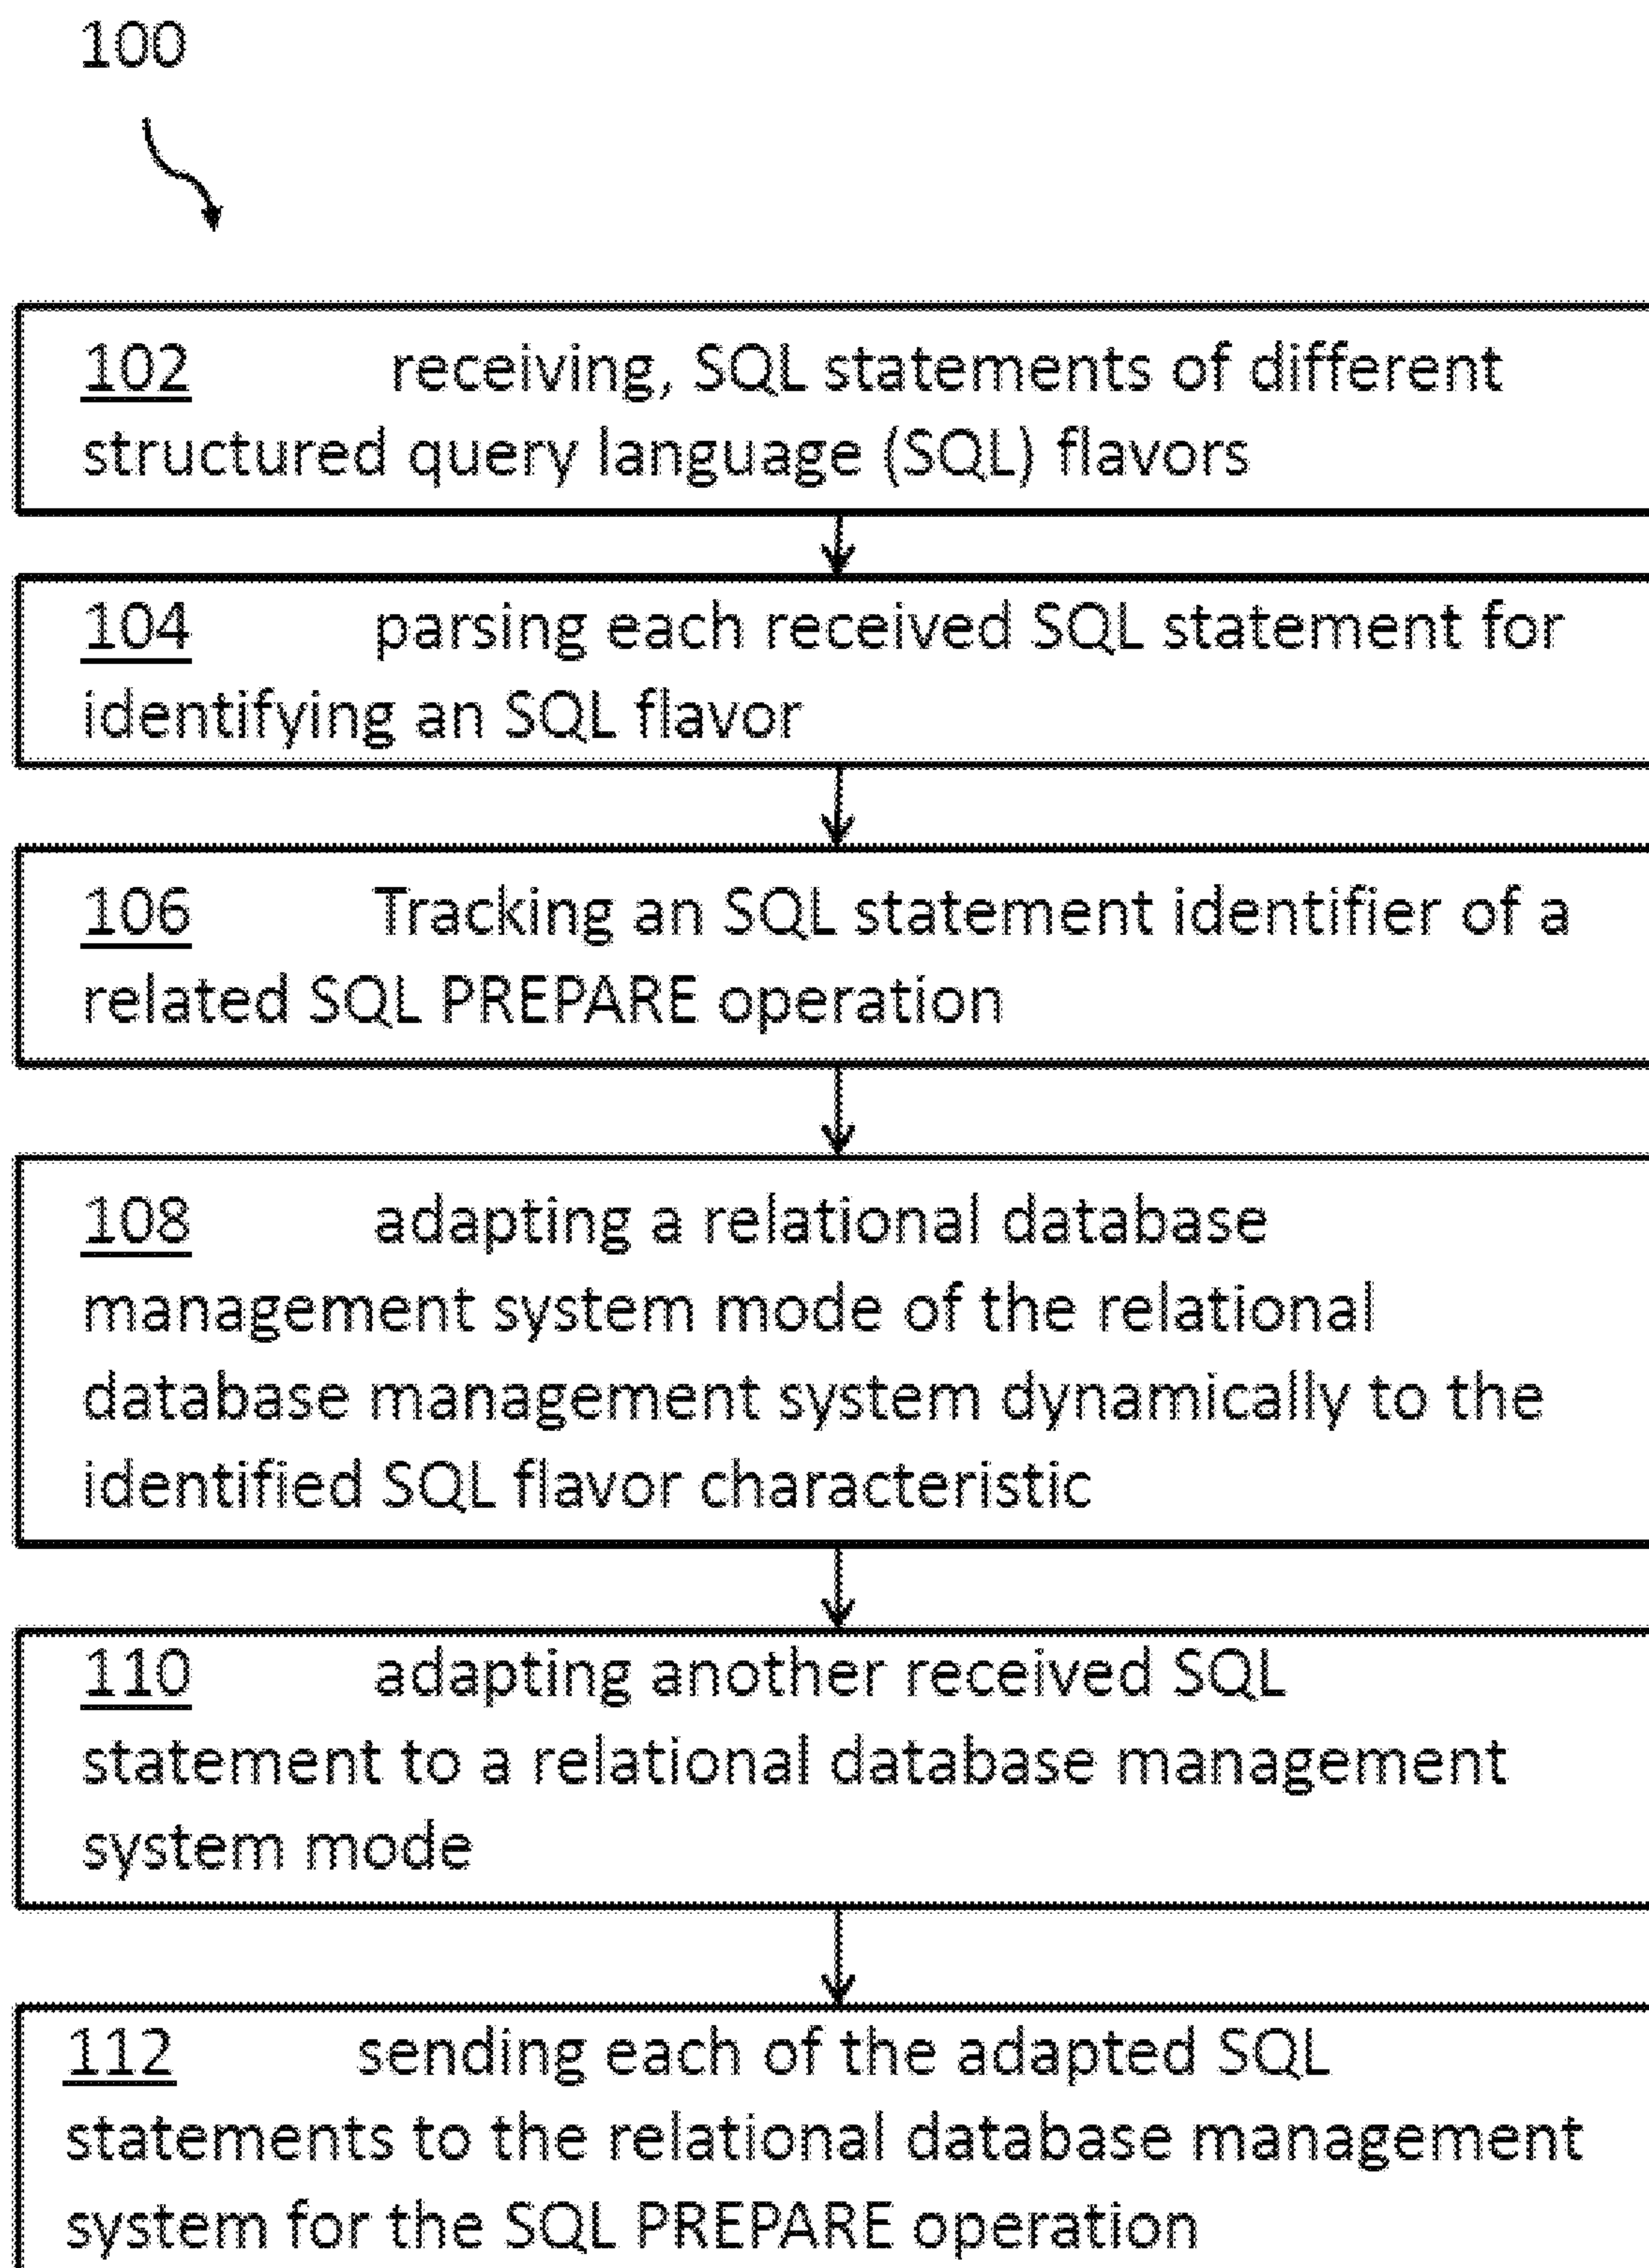 100
102 receiving, SQL statements of different
structured query language (SQL) flavors
104 parsing each received SQL statement for
identifying an SQL flavor
106 Tracking an SQL statement identifier of a
related SQL PREPARE operation
108 adapting a relational database
management system mode of the relational
database management system dynamically to the
identified SQL flavor characteristic
110 adapting another received SQL
statement to a relational database management
system mode
112 sending each of the adapted SQL
statements to the relational database management
system for the SQL PREPARE operation